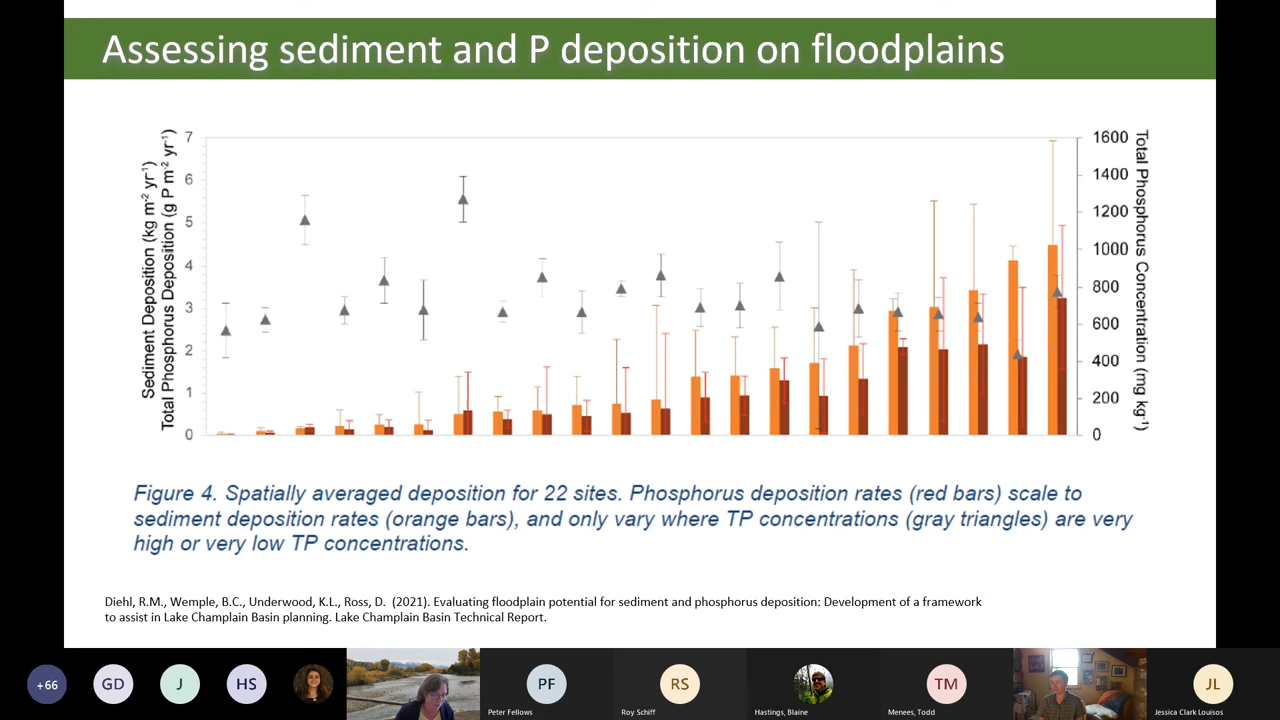 Assessing sediment and P deposition on floodplains
Sediment Deposition (kg m⁻² yr⁻¹)
Total Phosphorus Deposition (g P m⁻² yr⁻¹)
7
6
5
4
3
2
1
0
1600
1400
1200
1000
800
600
400
200
0
Total Phosphorus Concentration (mg kg⁻¹)
Figure 4. Spatially averaged deposition for 22 sites. Phosphorus deposition rates (red bars) scale to
sediment deposition rates (orange bars), and only vary where TP concentrations (gray triangles) are very
high or very low TP concentrations.
Diehl, R.M., Wemple, B.C., Underwood, K.L., Ross, D. (2021). Evaluating floodplain potential for sediment and phosphorus deposition: Development of a framework
to assist in Lake Champlain Basin planning. Lake Champlain Basin Technical Report.
+66
GD
J
HS
PF
Peter Fellows
RS
Roy Schiff
Hastings, Blaine
TM
Menees, Todd
JL
Jessica Clark Louisos